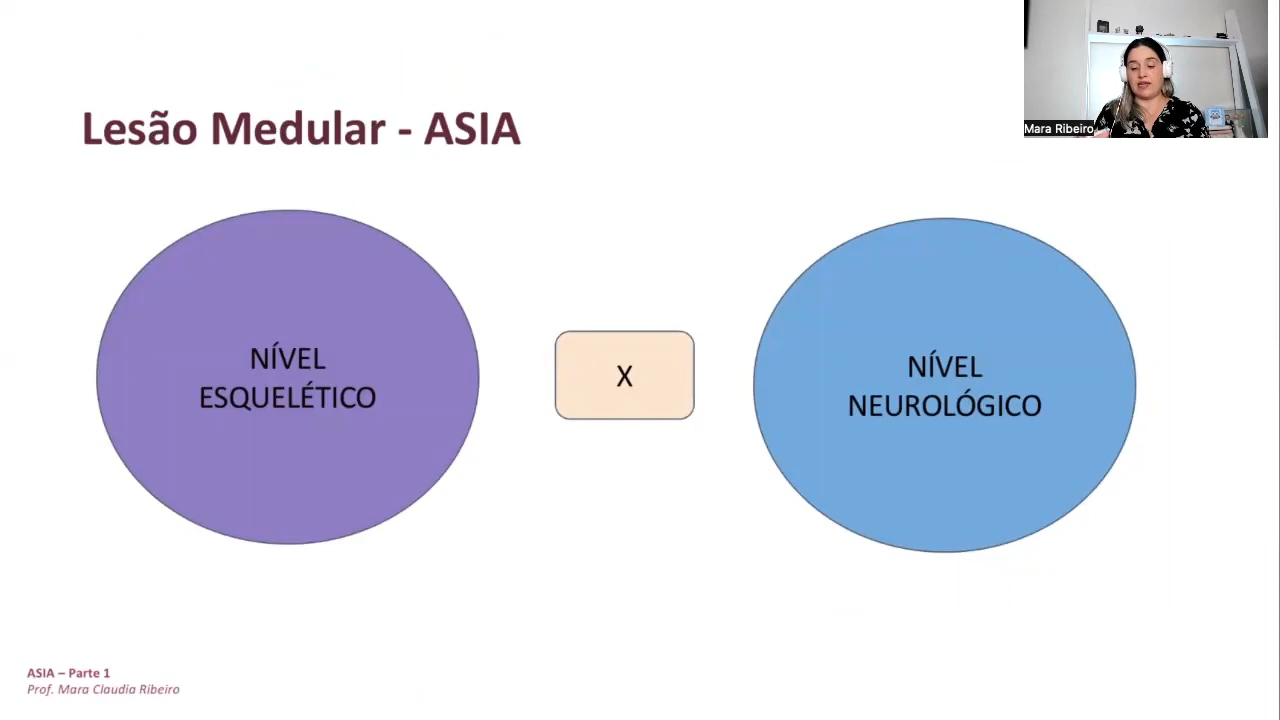 Lesão Medular - ASIA
NÍVEL
ESQUELÉTICO
X
NÍVEL
NEUROLÓGICO
Mara Ribeiro
ASIA – Parte 1
Prof. Mara Claudia Ribeiro